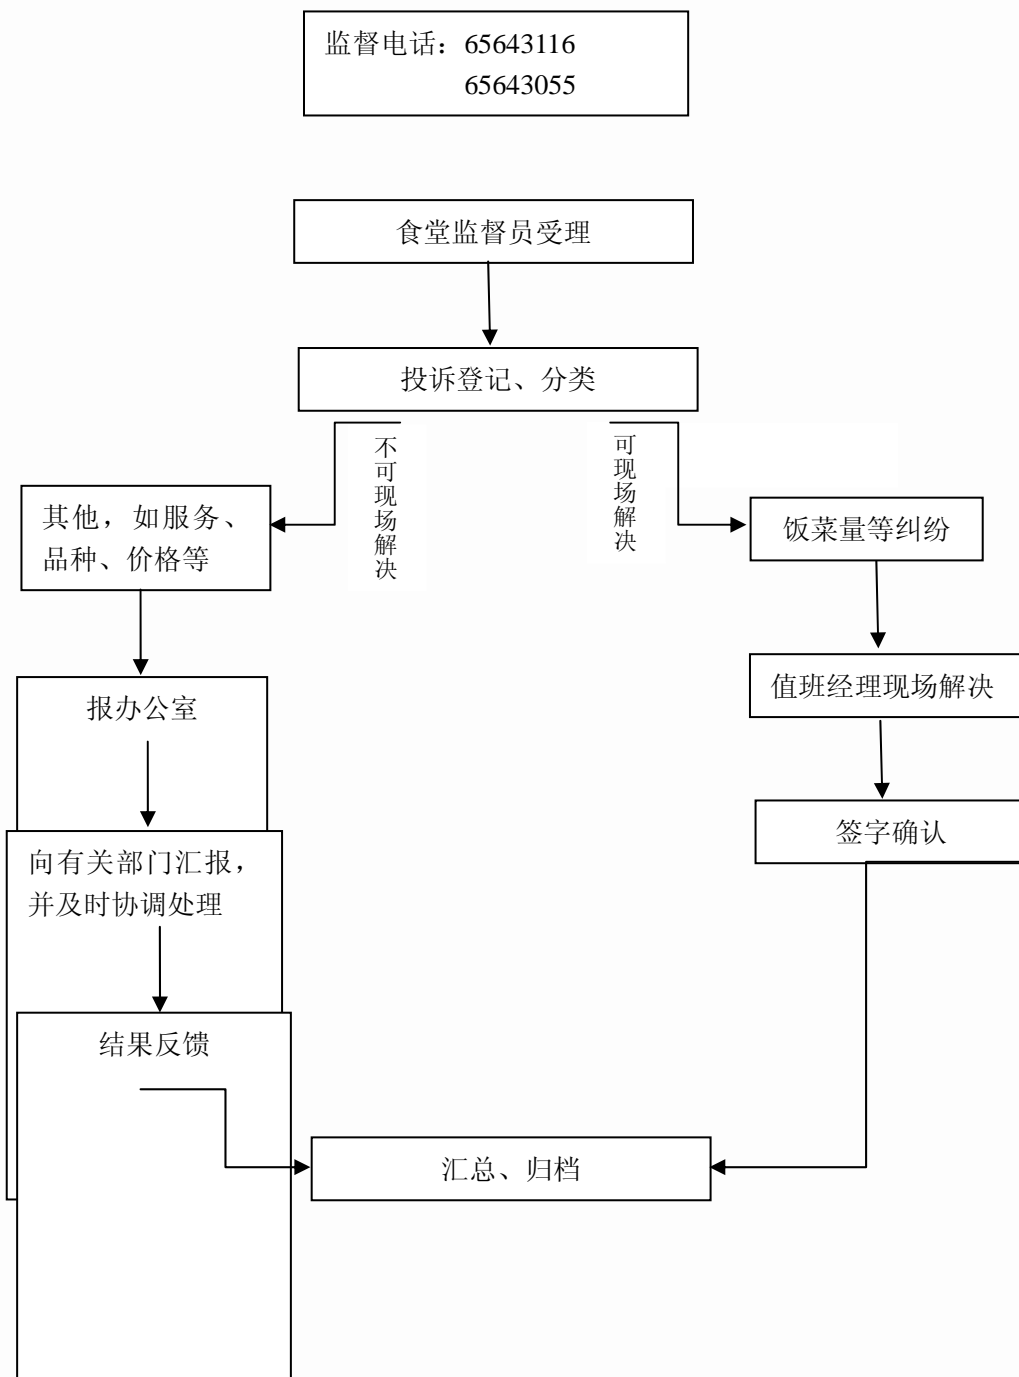 监督电话：65643116
65643055
食堂监督员受理
投诉登记、分类
不可现场解决
可现场解决
其他，如服务、
品种、价格等
饭菜量等纠纷
报办公室
值班经理现场解决
签字确认
向有关部门汇报，
并及时协调处理
结果反馈
汇总、归档